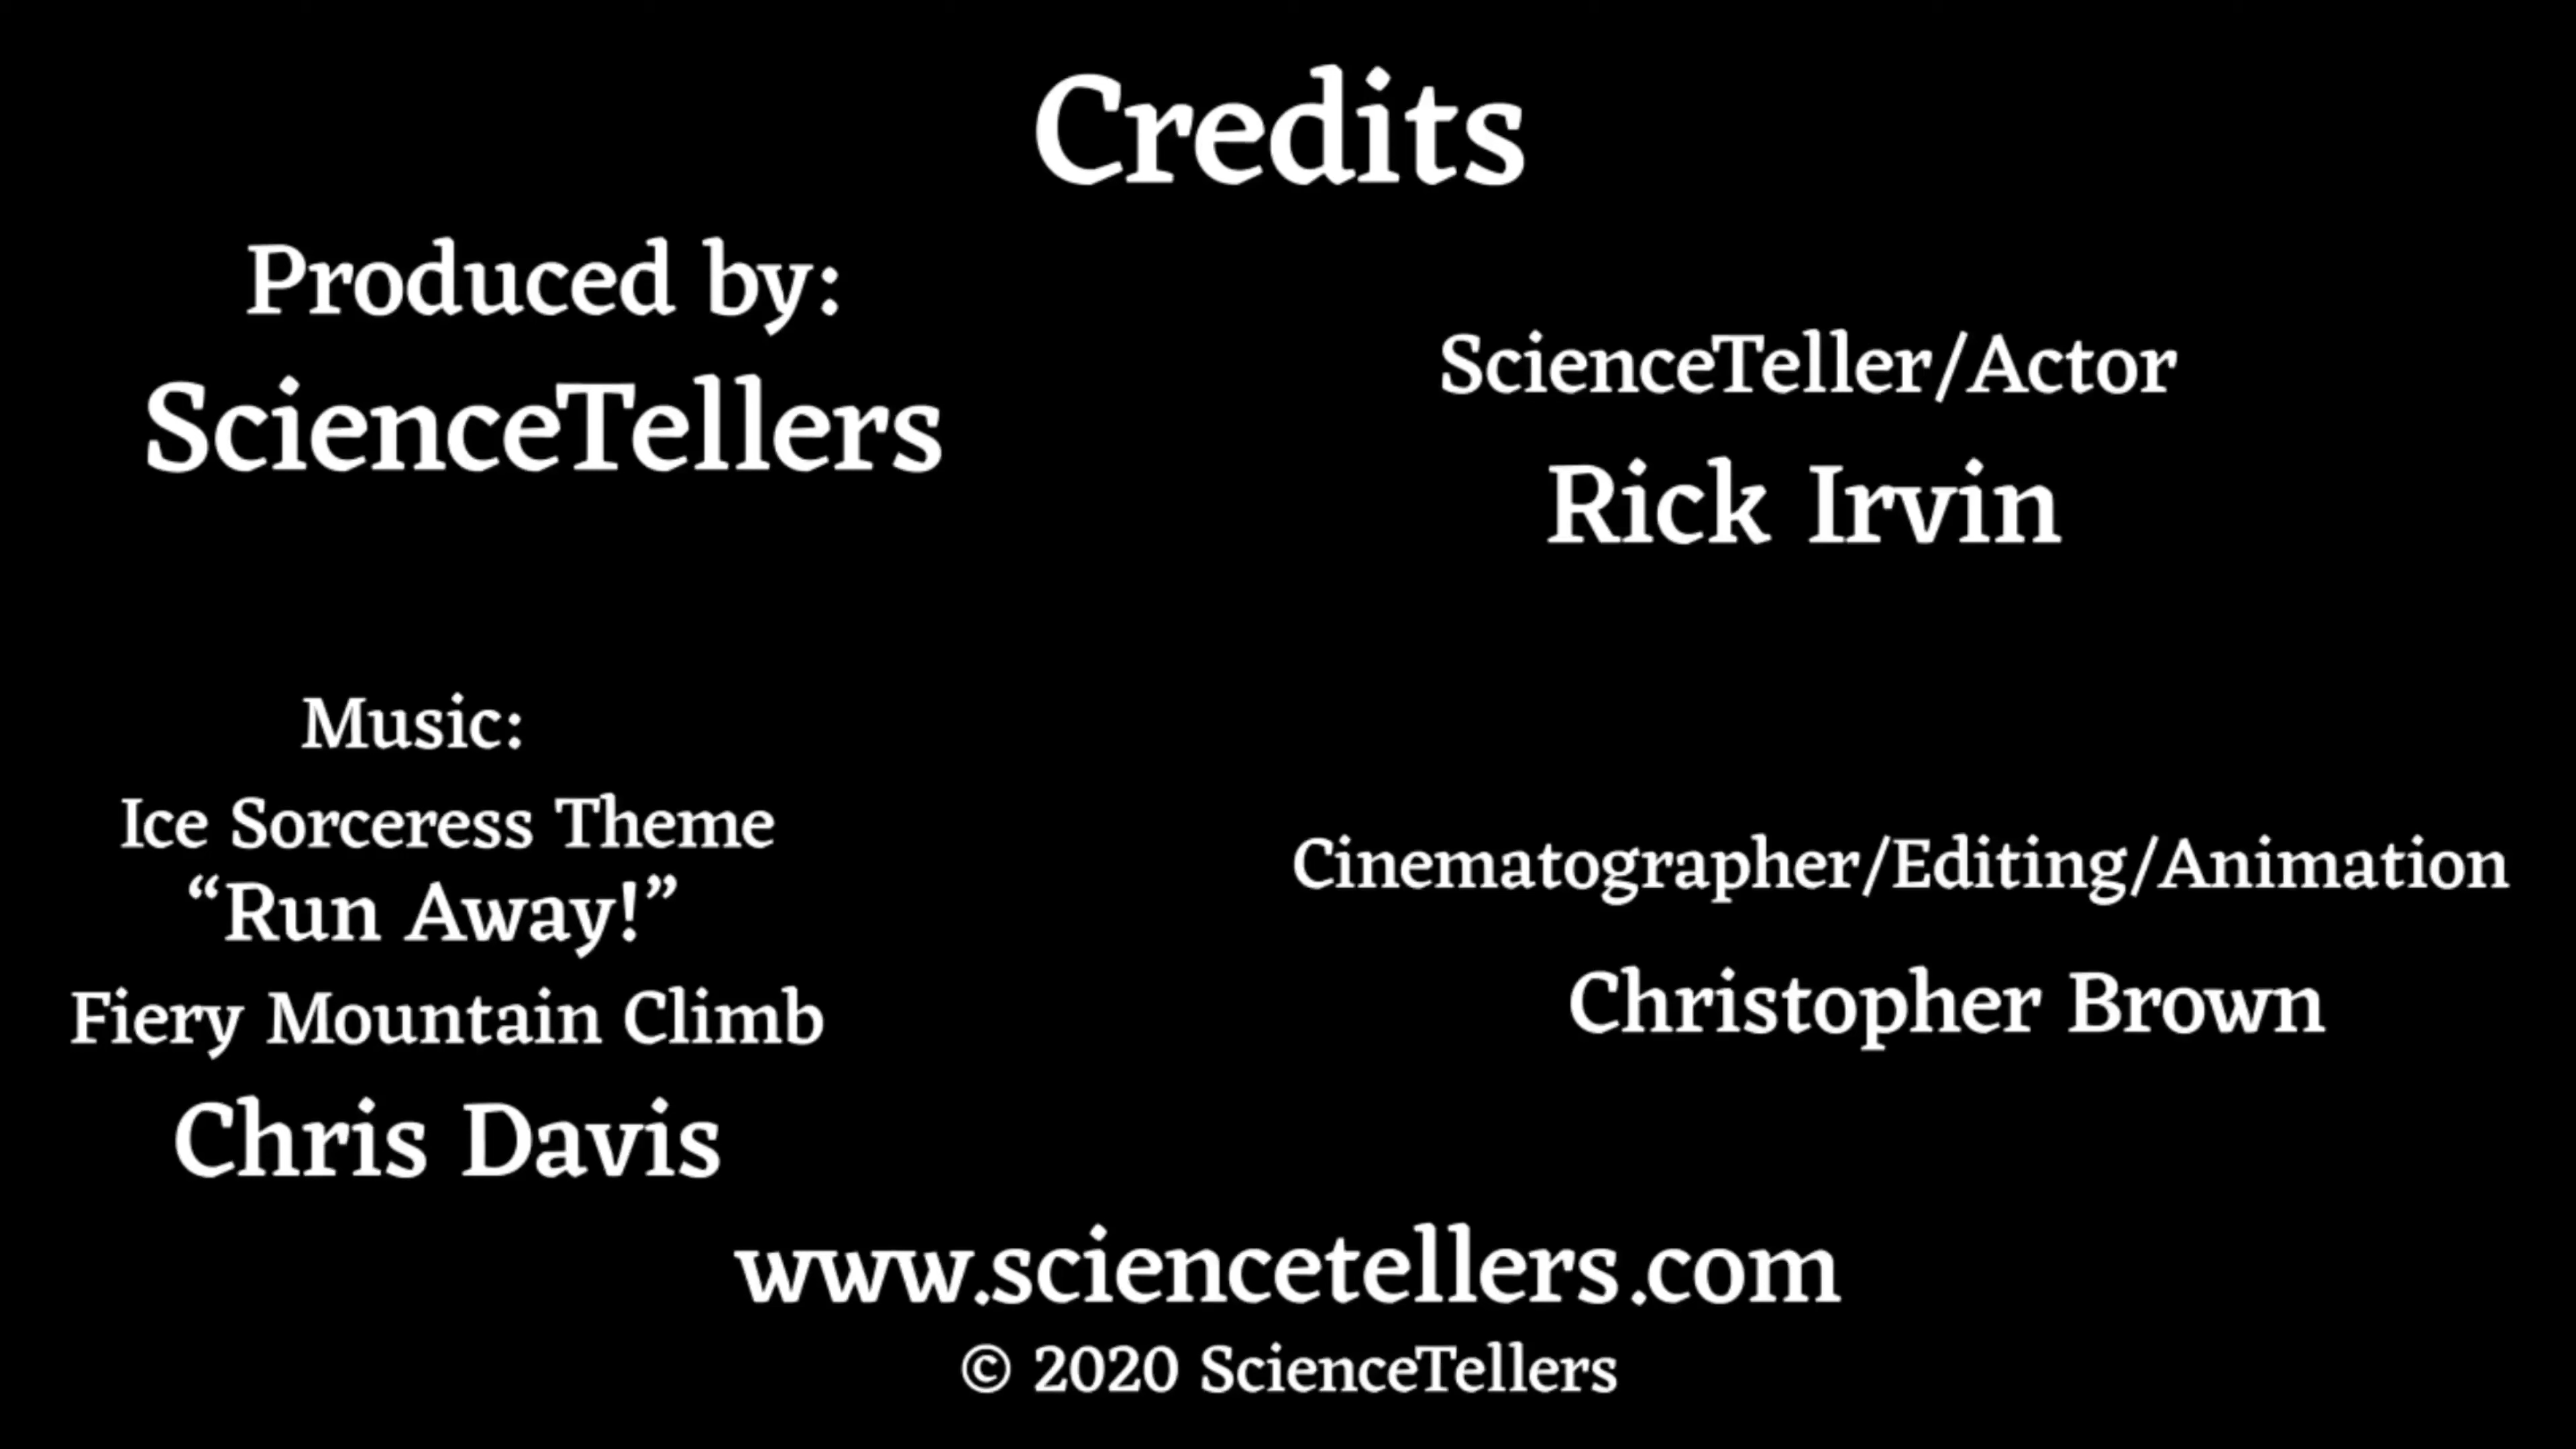 Credits
Produced by:
ScienceTellers
ScienceTeller/Actor
Rick Irvin
Music:
Ice Sorceress Theme
“Run Away!”
Fiery Mountain Climb
Chris Davis
Cinematographer/Editing/Animation
Christopher Brown
www.sciencetellers.com
© 2020 ScienceTellers